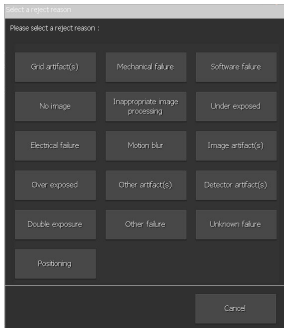 Select a reject reason
Please select a reject reason :
Grid artifact(s)
Mechanical failure
Software failure
No image
Inappropriate image
processing
Under exposed
Electrical failure
Motion blur
Image artifact(s)
Over exposed
Other artifact(s)
Detector artifact(s)
Double exposure
Other failure
Unknown failure
Positioning
Cancel